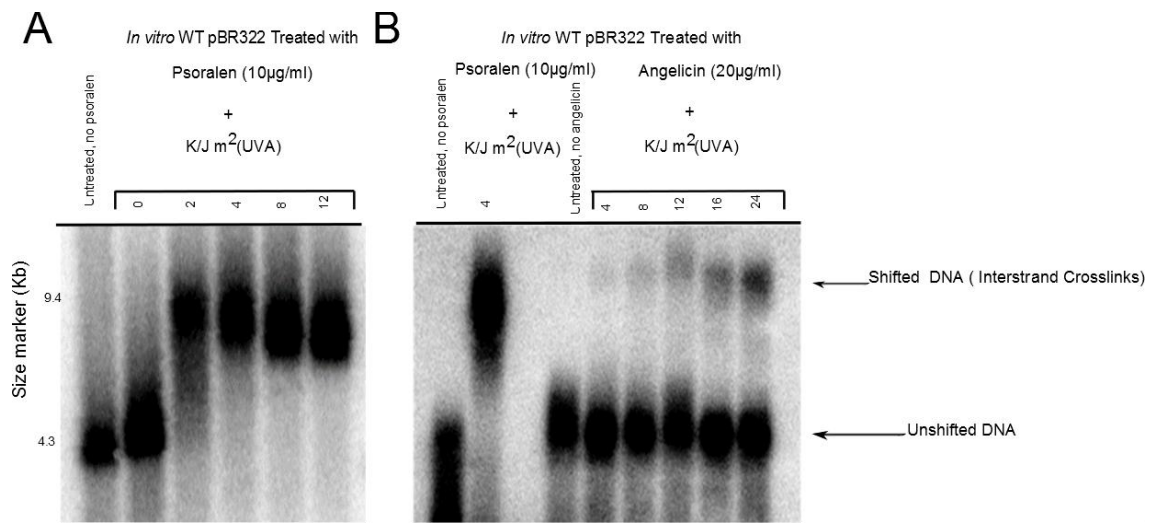 A
In vitro WT pBR322 Treated with
Psoralen (10µg/ml)
+
K/J m2(UVA)
Untreated, no psoralen
0 2 4 8 12
Size marker (Kb)
9.4
4.3
B
In vitro WT pBR322 Treated with
Psoralen (10µg/ml) Angelicin (20µg/ml)
+ +
K/J m2(UVA) K/J m2(UVA)
Untreated, no psoralen
4
Untreated, no angelicin
4 8 12 16 24
Shifted DNA ( Interstrand Crosslinks)
Unshifted DNA